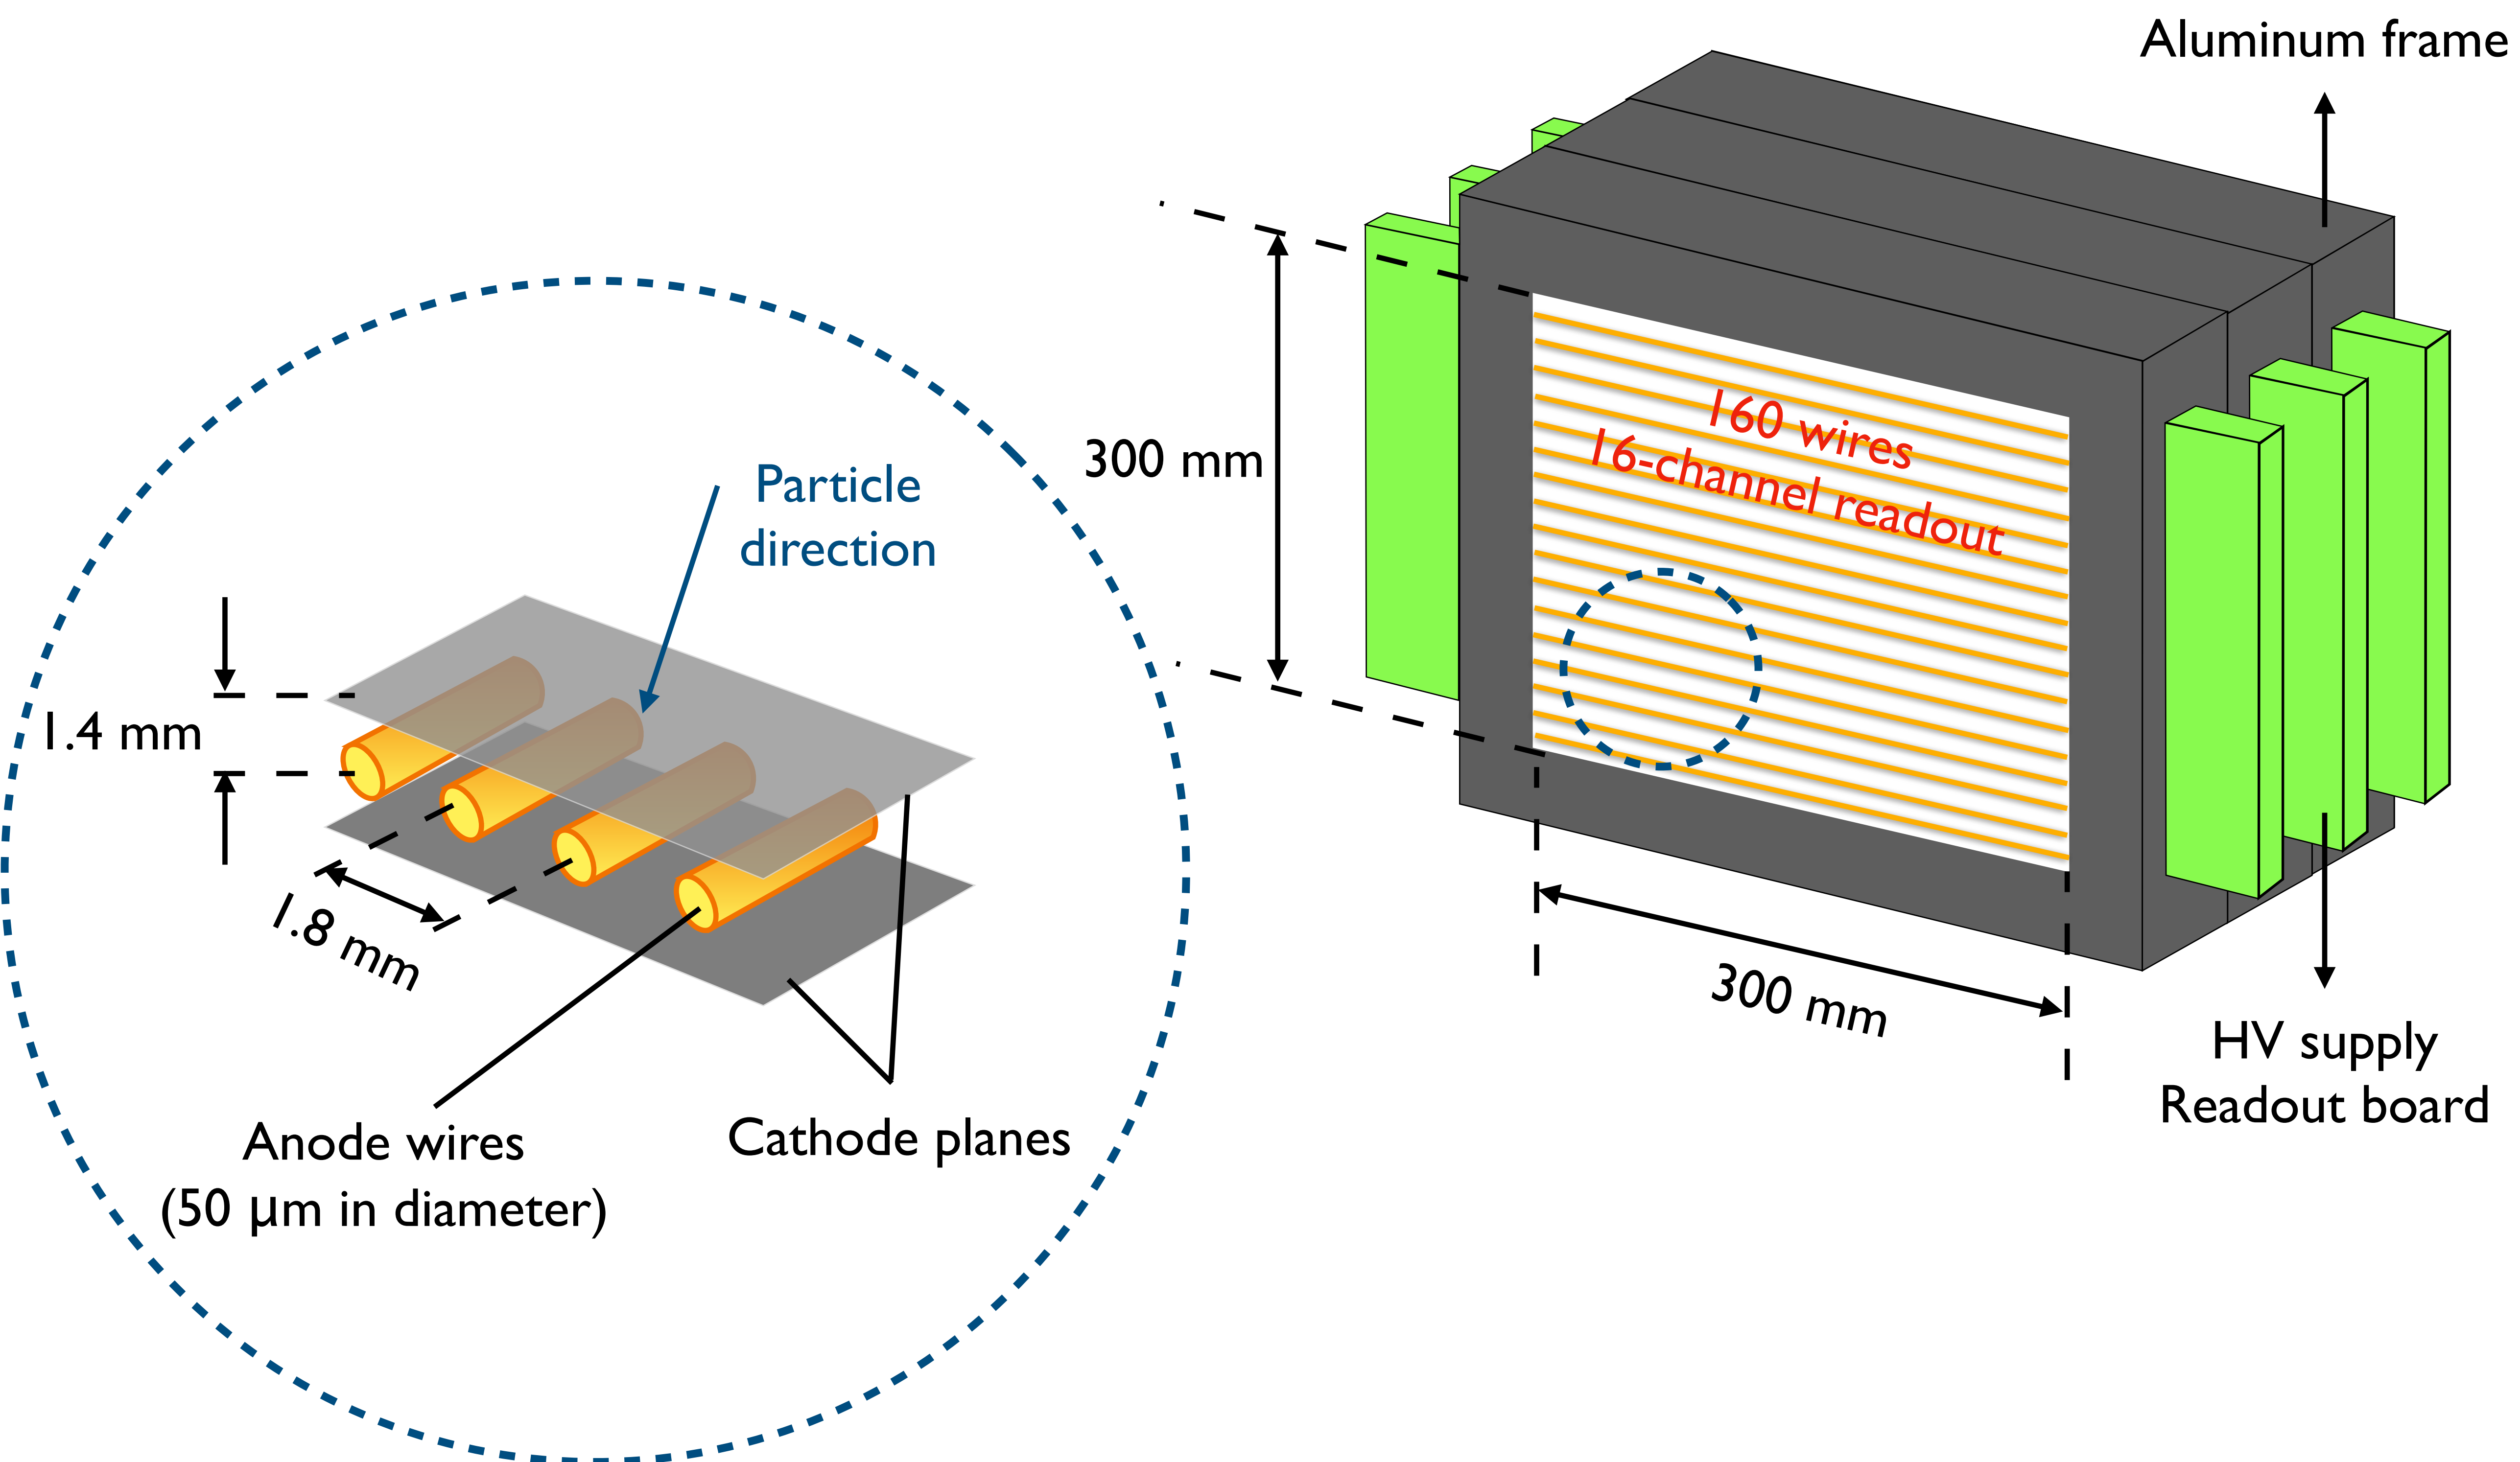 Aluminum frame
160 wires
16-channel readout
300 mm
Particle
direction
1.4 mm
1.8 mm
300 mm
HV supply
Readout board
Anode wires
(50 μm in diameter)
Cathode planes